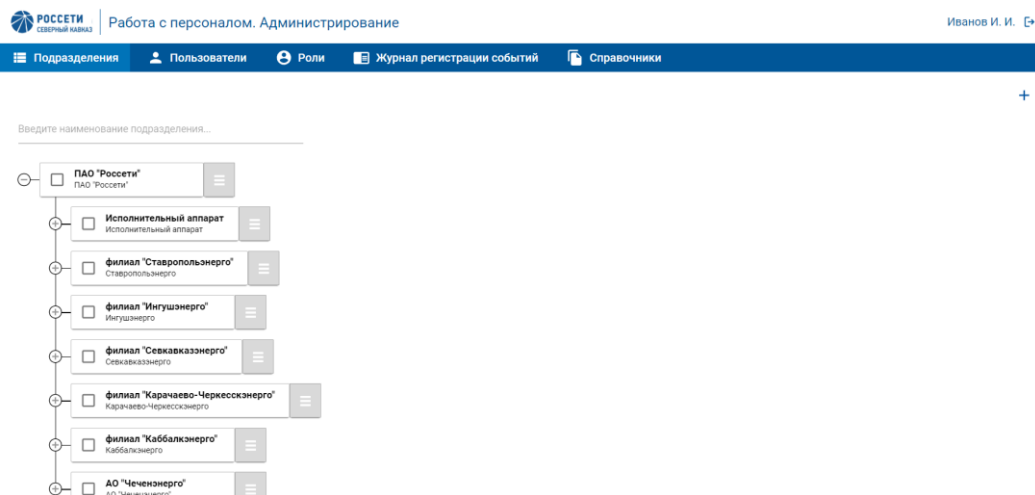 РОССЕТИ
СЕВЕРНЫЙ КАВКАЗ
Работа с персоналом. Администрирование
Иванов И. И.
Подразделения
Пользователи
Роли
Журнал регистрации событий
Справочники
+
Введите наименование подразделения...
ПАО "Россети"
ПАО "Россети"
Исполнительный аппарат
Исполнительный аппарат
филиал "Ставропольэнерго"
Ставропольэнерго
филиал "Ингушэнерго"
Ингушэнерго
филиал "Севкавказэнерго"
Севкавказэнерго
филиал "Карачаево-Черкесскэнерго"
Карачаево-Черкесскэнерго
филиал "Каббалкэнерго"
Каббалкэнерго
АО "Чеченэнерго"
АО "Чеченэнерго"